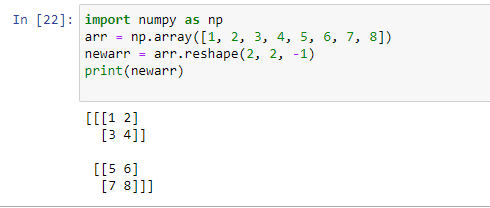 In [22]: import numpy as np
arr = np.array([1, 2, 3, 4, 5, 6, 7, 8])
newarr = arr.reshape(2, 2, -1)
print(newarr)
[[[1 2]
  [3 4]]
 [[5 6]
  [7 8]]]